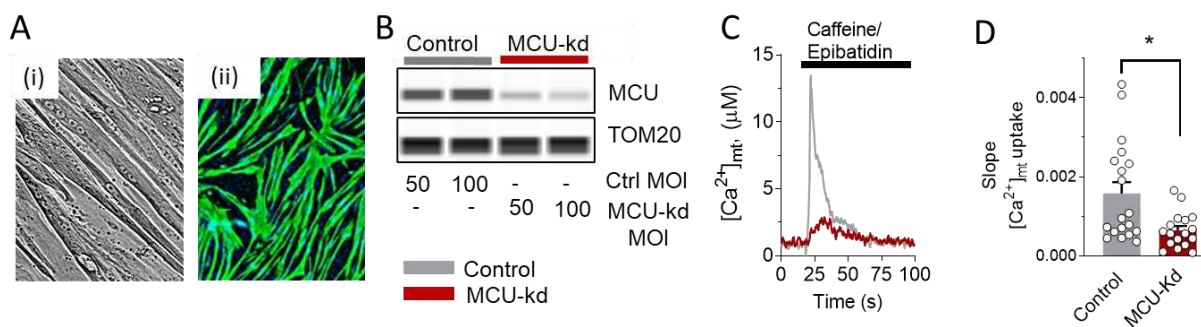 A
(i)
(ii)
B
Control MCU-kd
MCU
TOM20
50 100 - - Ctrl MOI
- - 50 100 MCU-kd
MOI
Control
MCU-kd
C
Caffeine/
Epibatidin
[Ca2+]mt. (μM)
15
10
5
0
0 25 50 75 100
Time (s)
D
*
Slope
[Ca2+]mt uptake
0.004
0.002
0.000
Control
MCU-Kd